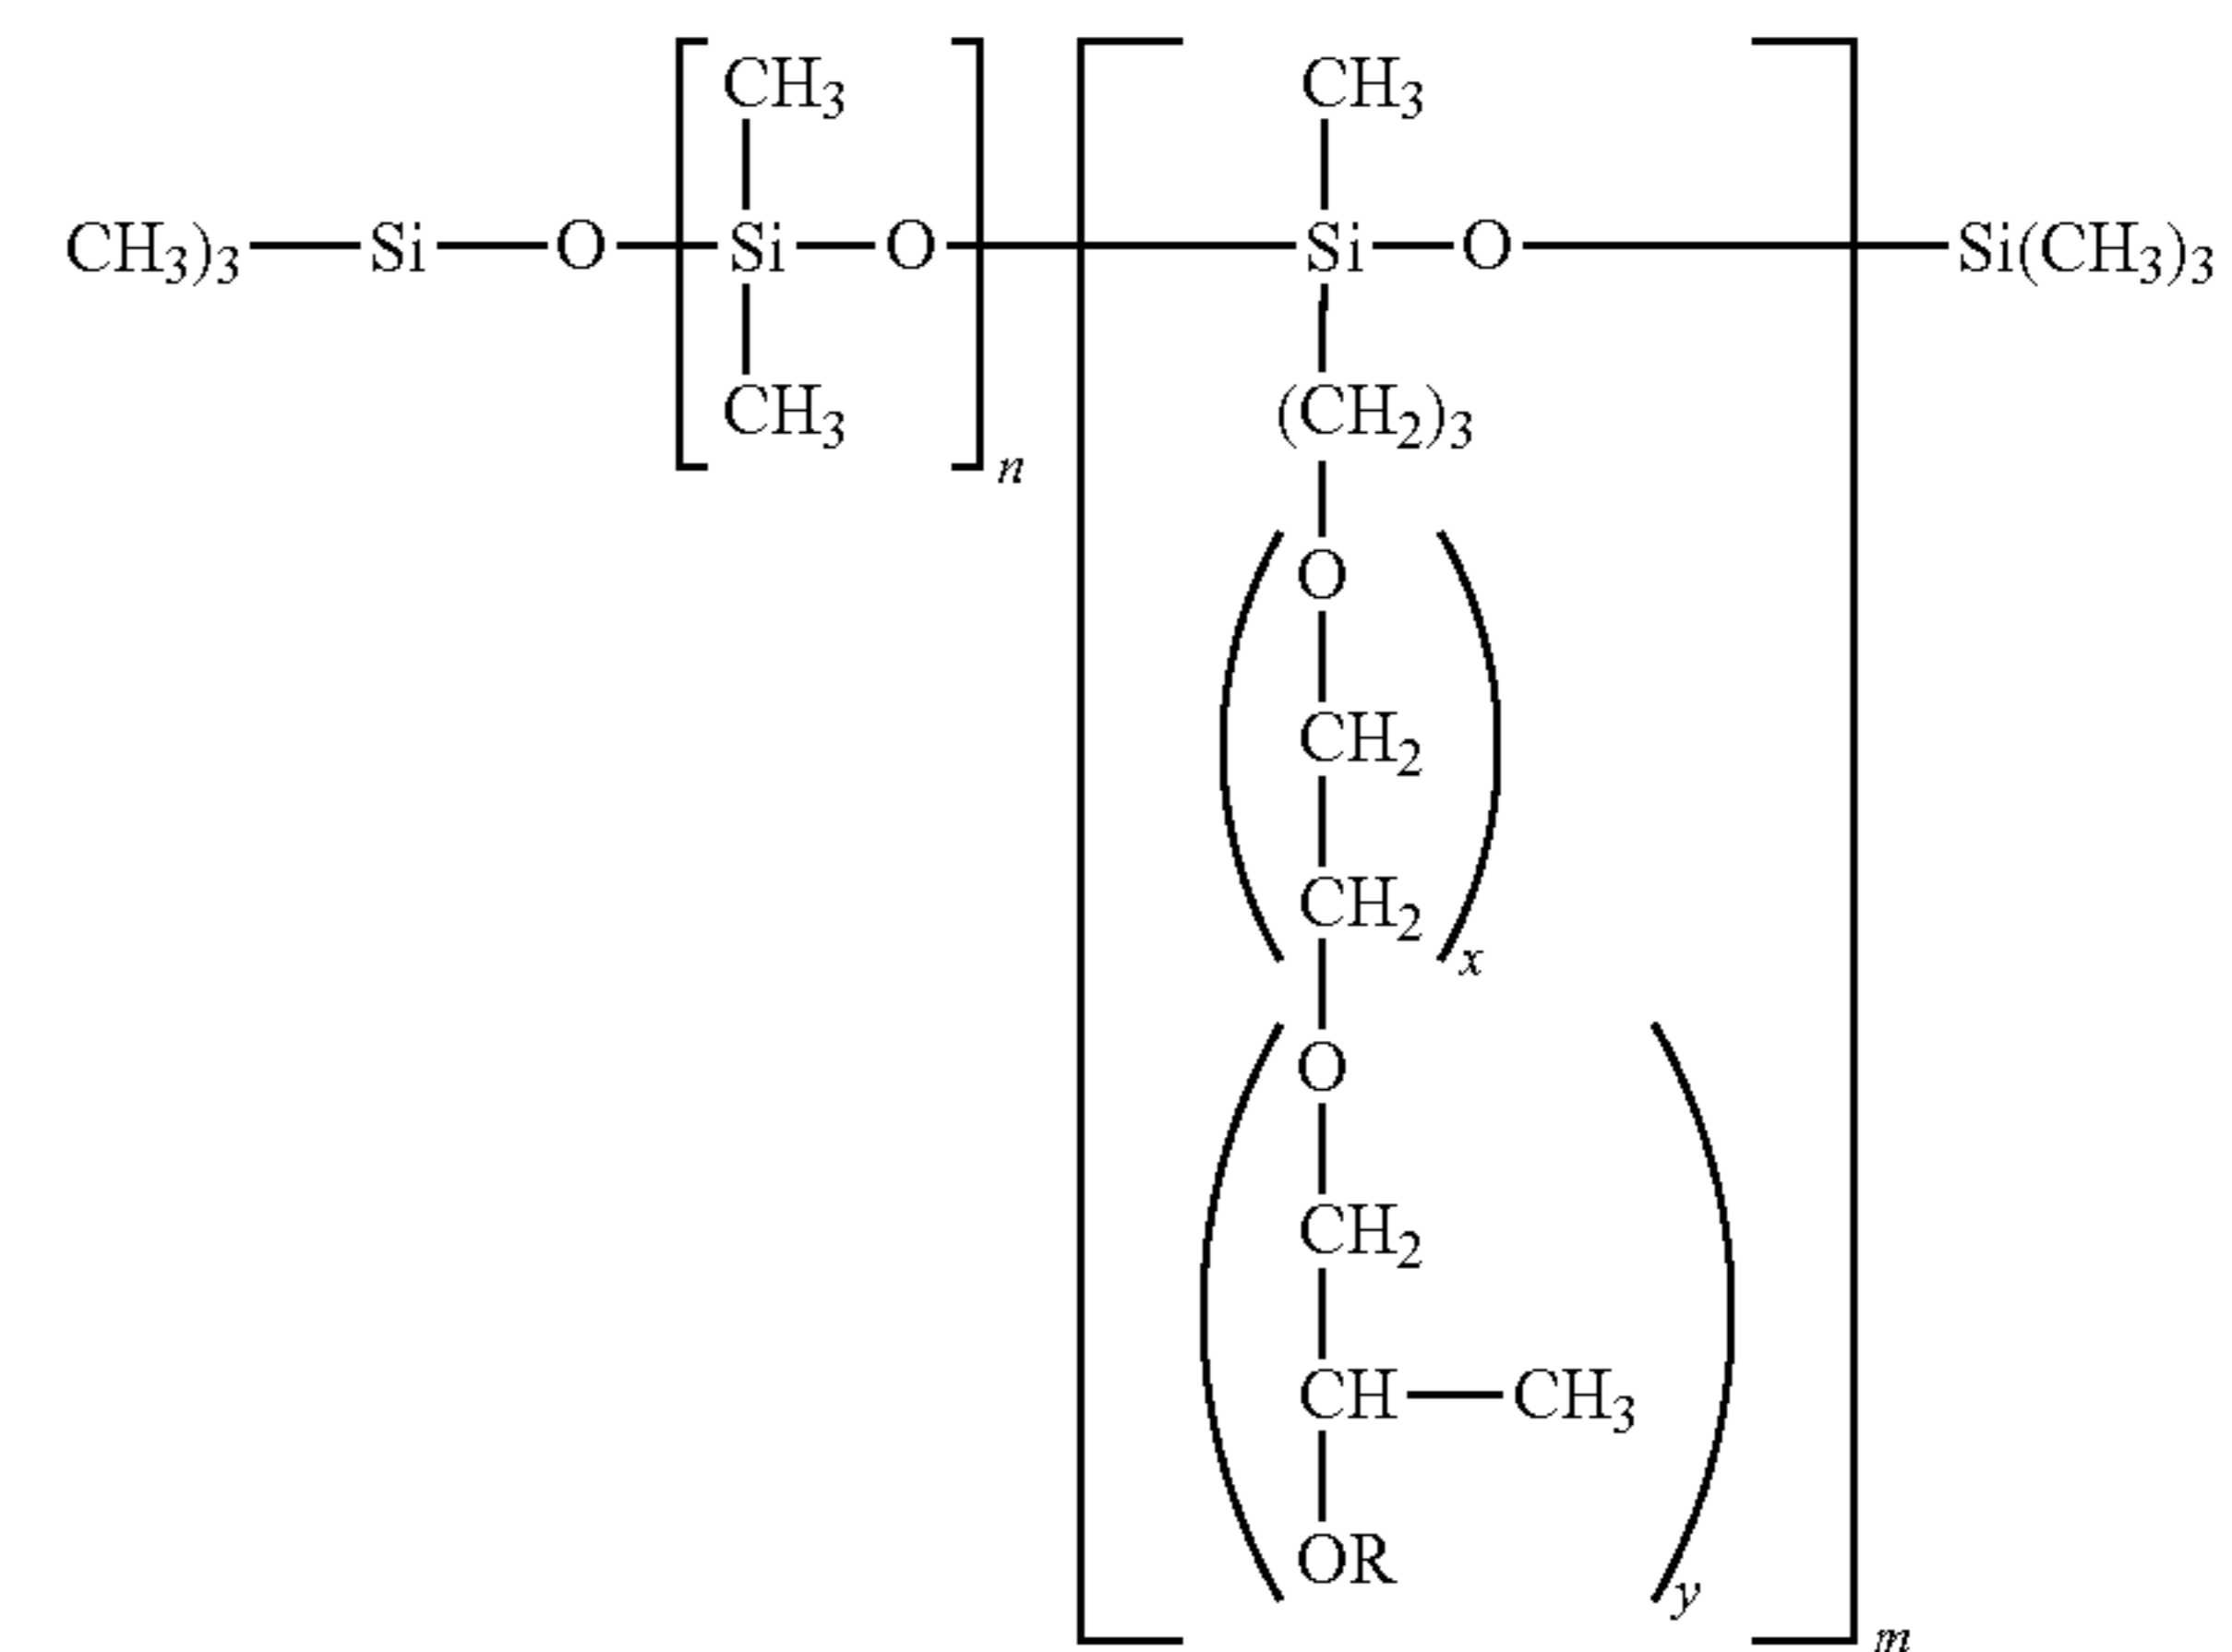 CH₃ CH₃
CH₃)₃—Si—O—Si—O—Si—O—Si(CH₃)₃
CH₃ (CH₂)₃
n
O
CH₂
CH₂
x
O
CH₂
CH—CH₃
OR
y
m